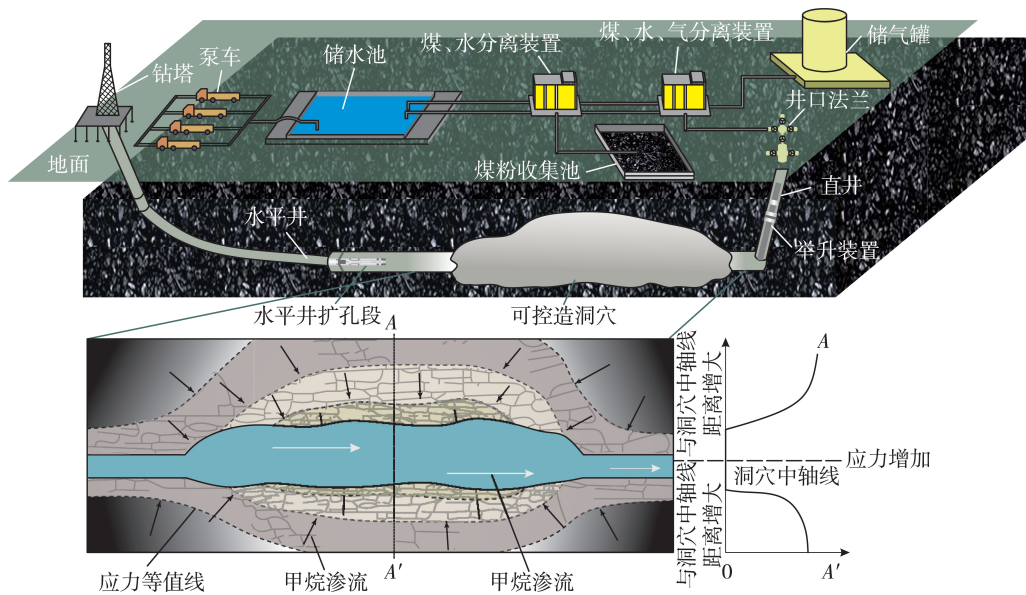 煤、水分离装置
煤、水、气分离装置
储气罐
泵车
储水池
钻塔
井口法兰
地面
煤粉收集池
直井
水平井
举升装置
水平井扩孔段
可控造洞穴
A
A
与洞穴中轴线
距离增大
应力增加
洞穴中轴线
与洞穴中轴线
距离增大
0
A′
A′
应力等值线
甲烷渗流
甲烷渗流